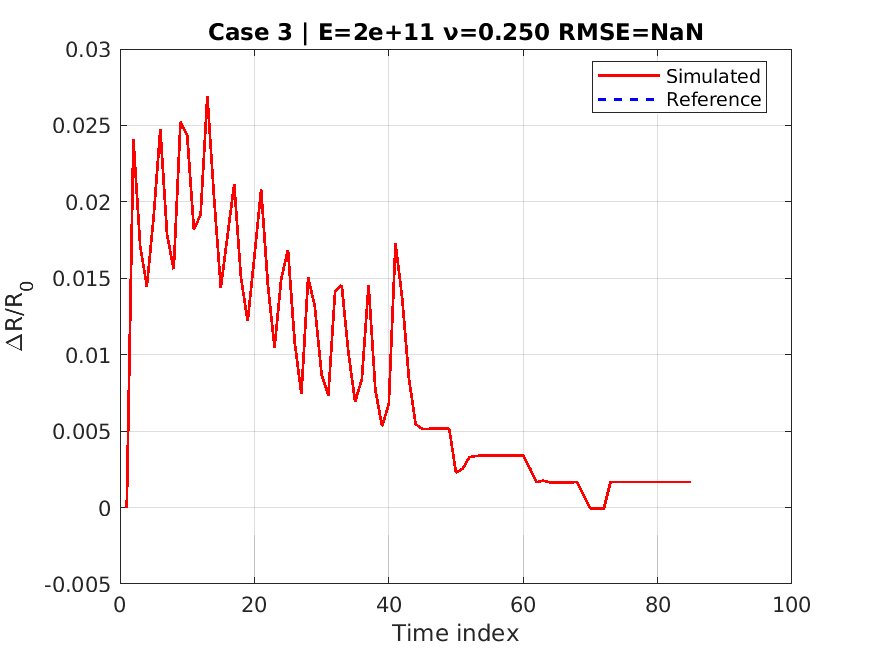 Case 3 | E=2e+11 ν=0.250 RMSE=NaN
0.03
0.025
0.02
0.015
0.01
0.005
0
-0.005
ΔR/R₀
Simulated
Reference
0 20 40 60 80 100
Time index